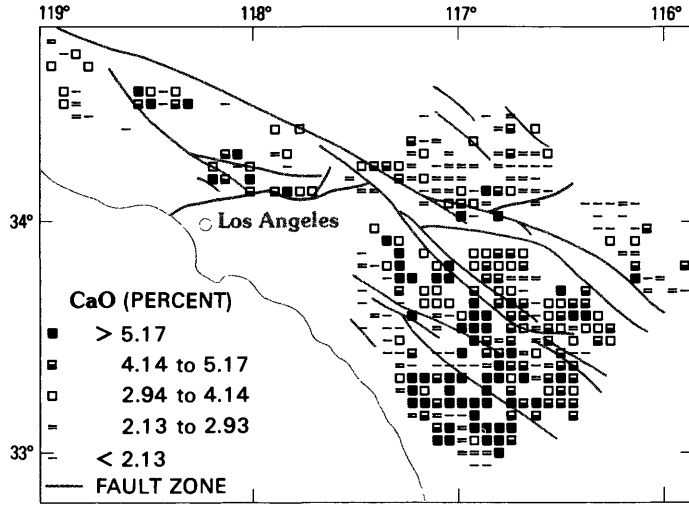 119° 118° 117° 116°
34°
Los Angeles
CaO (PERCENT)
> 5.17
4.14 to 5.17
2.94 to 4.14
2.13 to 2.93
< 2.13
33°
FAULT ZONE